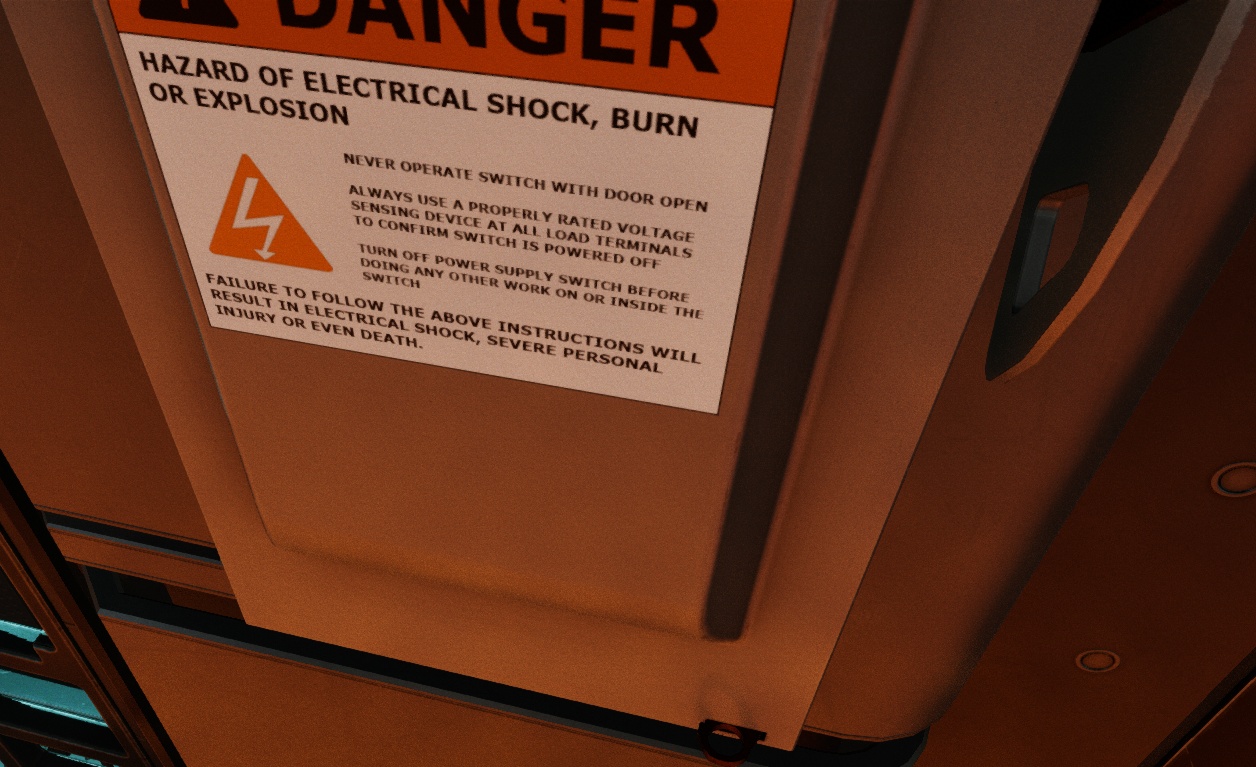 DANGER
HAZARD OF ELECTRICAL SHOCK, BURN
OR EXPLOSION
NEVER OPERATE SWITCH WITH DOOR OPEN
ALWAYS USE A PROPERLY RATED VOLTAGE
SENSING DEVICE AT ALL LOAD TERMINALS
TO CONFIRM SWITCH IS POWERED OFF
TURN OFF POWER SUPPLY SWITCH BEFORE
DOING ANY OTHER WORK ON OR INSIDE THE
SWITCH
FAILURE TO FOLLOW THE ABOVE INSTRUCTIONS WILL
RESULT IN ELECTRICAL SHOCK, SEVERE PERSONAL
INJURY OR EVEN DEATH.